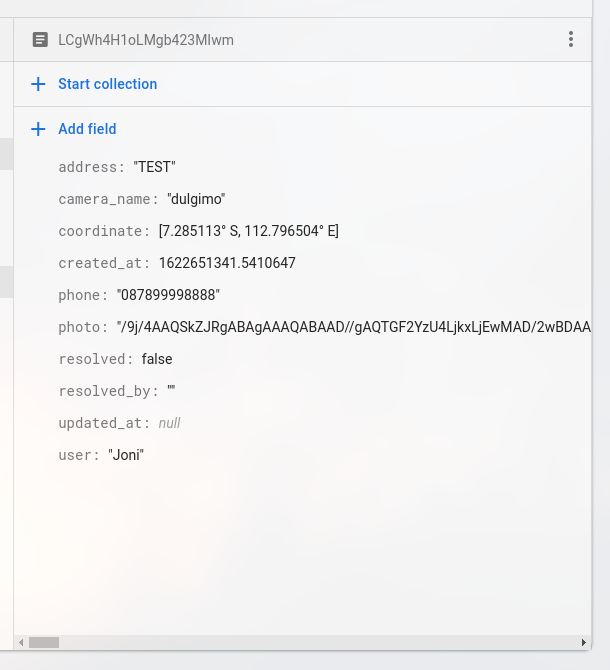 LCgWh4H1oLMgb423MIwm
Start collection
Add field
address: "TEST"
camera_name: "dulgimo"
coordinate: [7.285113° S, 112.796504° E]
created_at: 1622651341.5410647
phone: "087899998888"
photo: "/9j/4AAQSkZJRgABAgAAAQABAAD//gAQTGF2YzU4LjkxLjEwMAD/2wBDAA
resolved: false
resolved_by: ""
updated_at: null
user: "Joni"